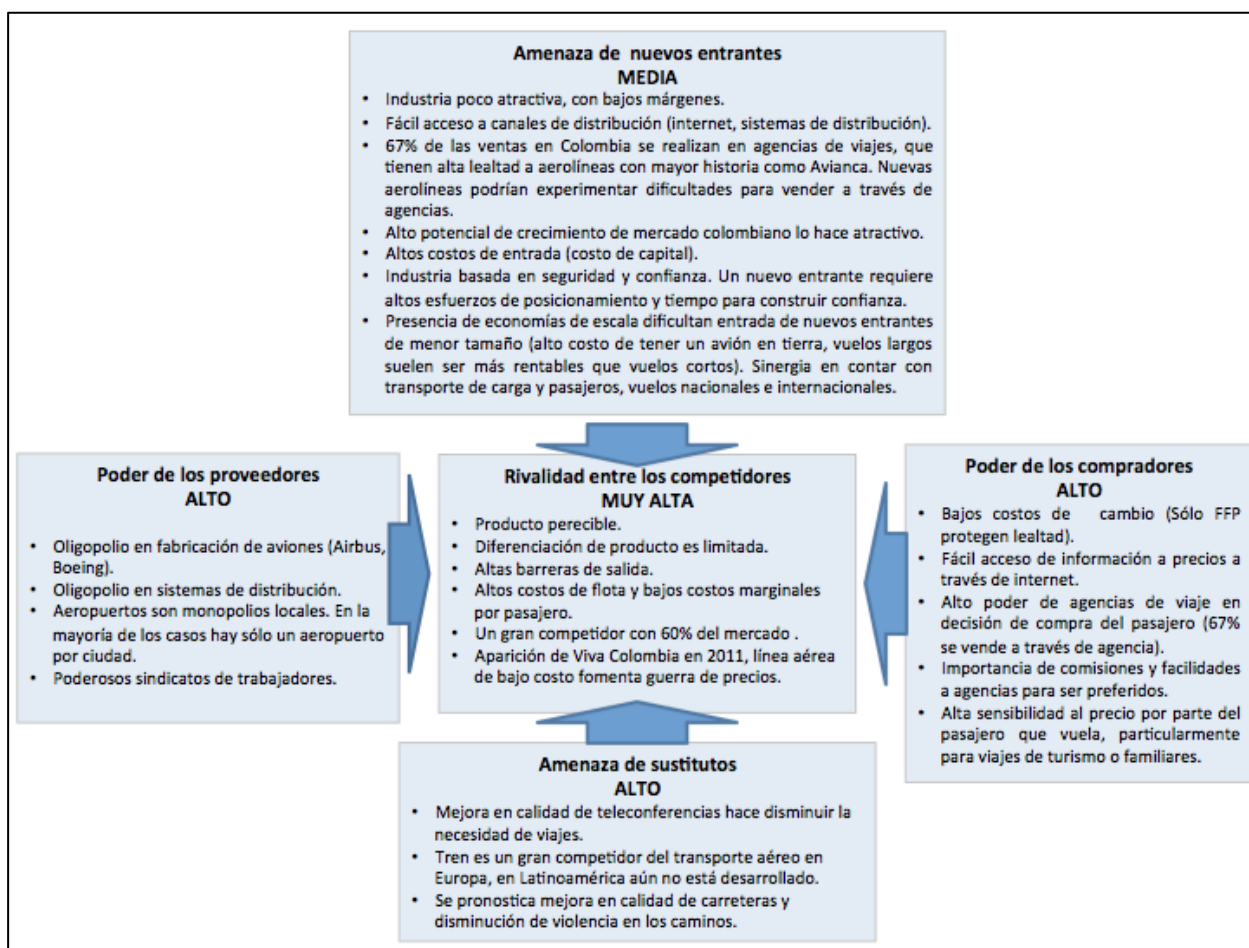 Amenaza de nuevos entrantes
MEDIA
• Industria poco atractiva, con bajos márgenes.
• Fácil acceso a canales de distribución (internet, sistemas de distribución).
• 67% de las ventas en Colombia se realizan en agencias de viajes, que
tienen alta lealtad a aerolíneas con mayor historia como Avianca. Nuevas
aerolíneas podrían experimentar dificultades para vender a través de
agencias.
• Alto potencial de crecimiento de mercado colombiano lo hace atractivo.
• Altos costos de entrada (costo de capital).
• Industria basada en seguridad y confianza. Un nuevo entrante requiere
altos esfuerzos de posicionamiento y tiempo para construir confianza.
• Presencia de economías de escala dificultan entrada de nuevos entrantes
de menor tamaño (alto costo de tener un avión en tierra, vuelos largos
suelen ser más rentables que vuelos cortos). Sinergia en contar con
transporte de carga y pasajeros, vuelos nacionales e internacionales.
Poder de los proveedores
ALTO
• Oligopolio en fabricación de aviones (Airbus,
Boeing).
• Oligopolio en sistemas de distribución.
• Aeropuertos son monopolios locales. En la
mayoría de los casos hay sólo un aeropuerto
por ciudad.
• Poderosos sindicatos de trabajadores.
Rivalidad entre los competidores
MUY ALTA
• Producto perecible.
• Diferenciación de producto es limitada.
• Altas barreras de salida.
• Altos costos de flota y bajos costos marginales
por pasajero.
• Un gran competidor con 60% del mercado .
• Aparición de Viva Colombia en 2011, línea aérea
de bajo costo fomenta guerra de precios.
Poder de los compradores
ALTO
• Bajos costos de cambio (Sólo FFP
protegen lealtad).
• Fácil acceso de información a precios a
través de internet.
• Alto poder de agencias de viaje en
decisión de compra del pasajero (67%
se vende a través de agencia).
• Importancia de comisiones y facilidades
a agencias para ser preferidos.
• Alta sensibilidad al precio por parte del
pasajero que vuela, particularmente
para viajes de turismo o familiares.
Amenaza de sustitutos
ALTO
• Mejora en calidad de teleconferencias hace disminuir la
necesidad de viajes.
• Tren es un gran competidor del transporte aéreo en
Europa, en Latinoamérica aún no está desarrollado.
• Se pronostica mejora en calidad de carreteras y
disminución de violencia en los caminos.